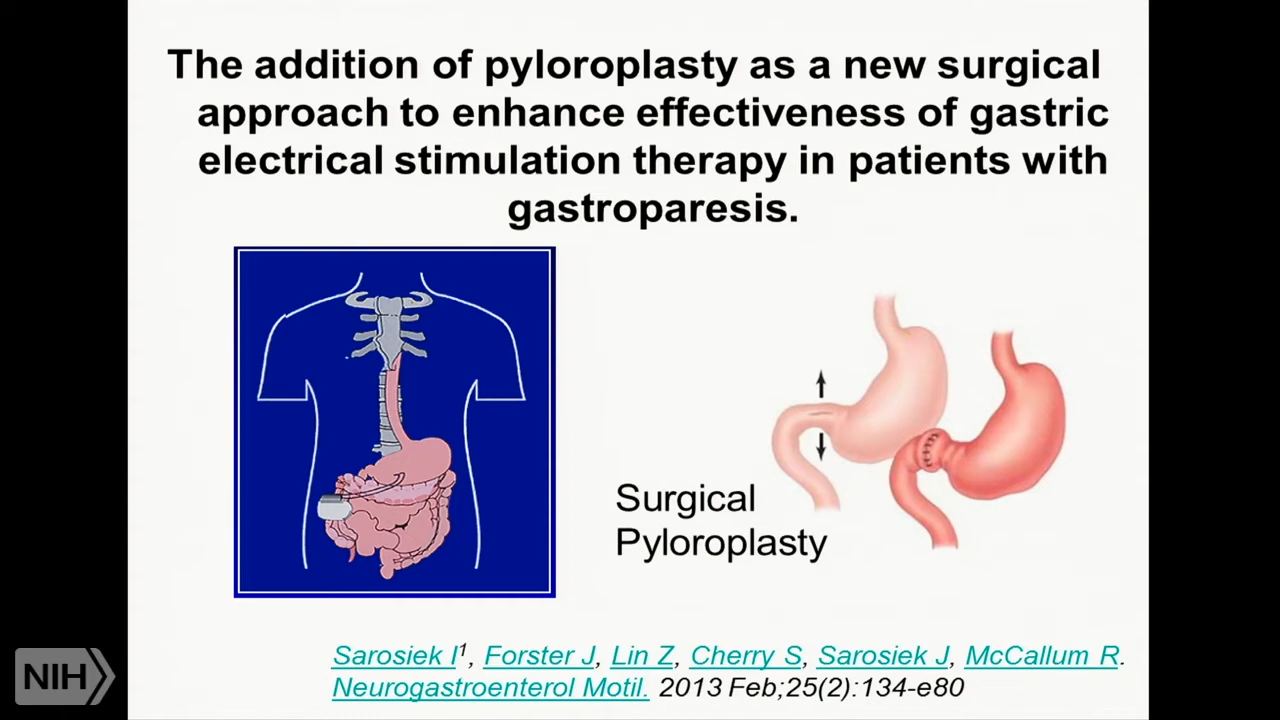 The addition of pyloroplasty as a new surgical
approach to enhance effectiveness of gastric
electrical stimulation therapy in patients with
gastroparesis.
Surgical
Pyloroplasty
Sarosiek I¹, Forster J, Lin Z, Cherry S, Sarosiek J, McCallum R.
Neurogastroenterol Motil. 2013 Feb;25(2):134-e80
NIH